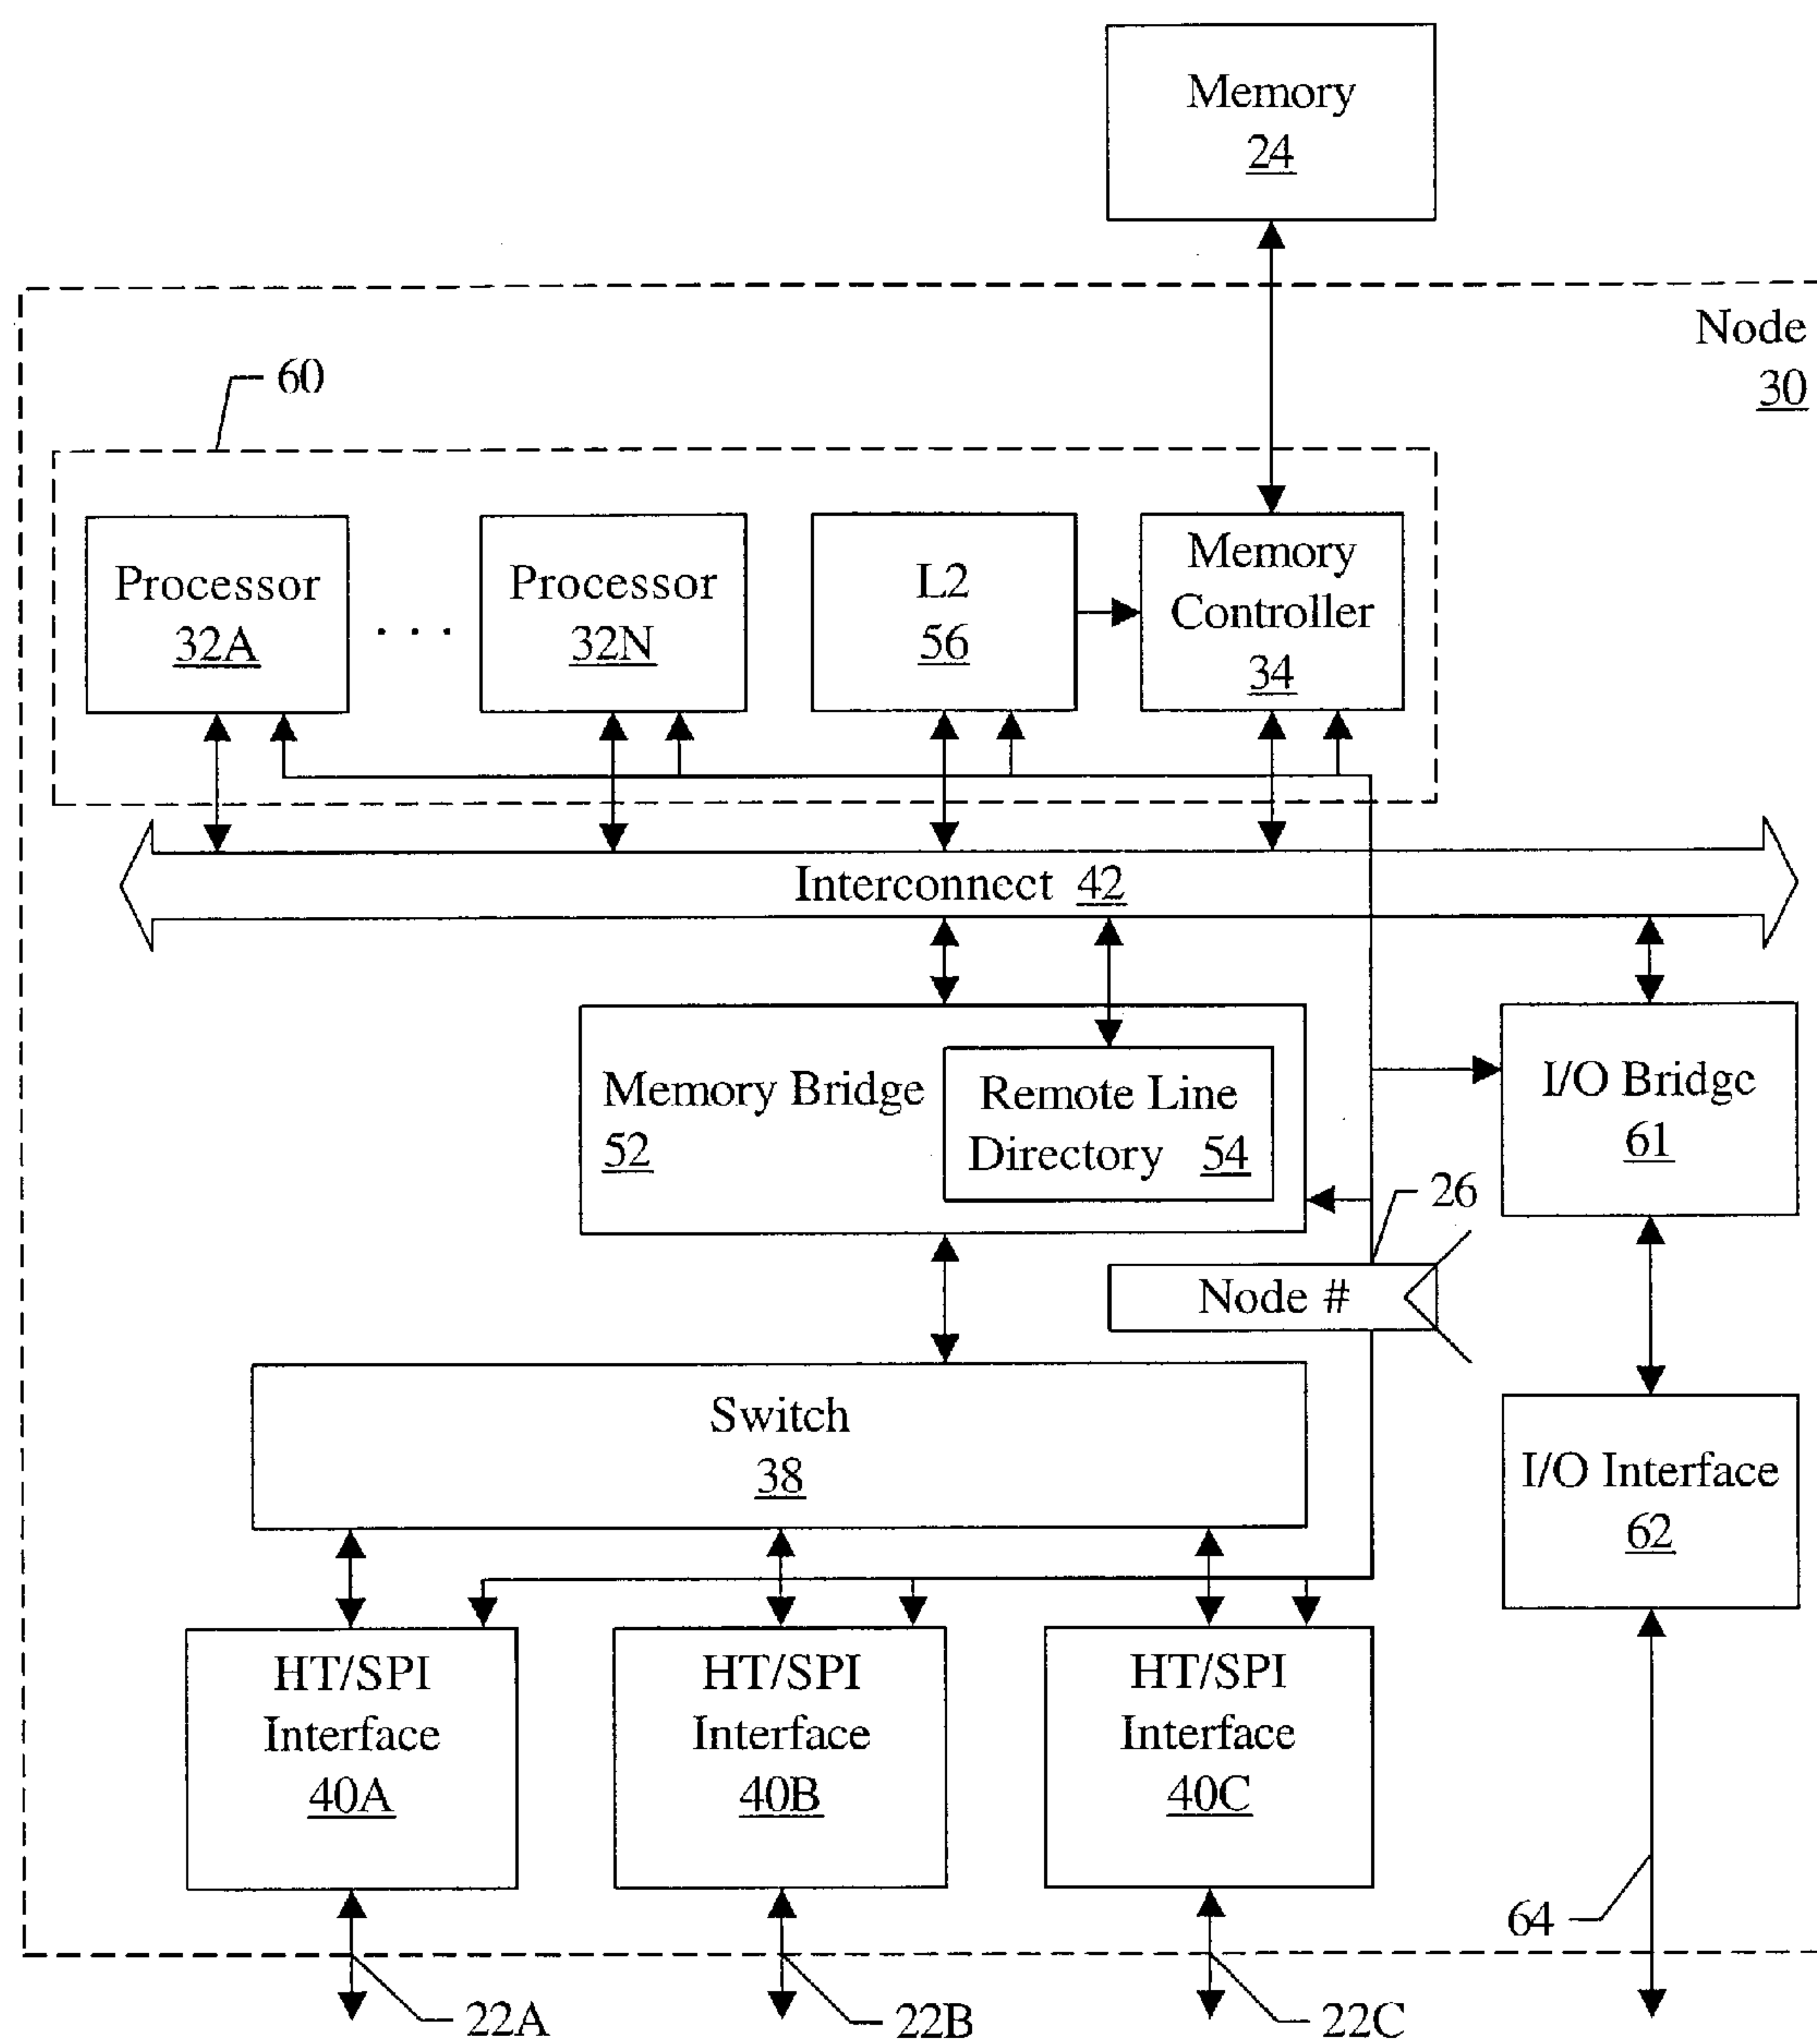 Memory
24
Node
30
60
Processor
32A
. . .
Processor
32N
L2
56
Memory
Controller
34
Interconnect 42
Memory Bridge
52
Remote Line
Directory 54
I/O Bridge
61
26
Node #
Switch
38
I/O Interface
62
HT/SPI
Interface
40A
HT/SPI
Interface
40B
HT/SPI
Interface
40C
64
22A
22B
22C